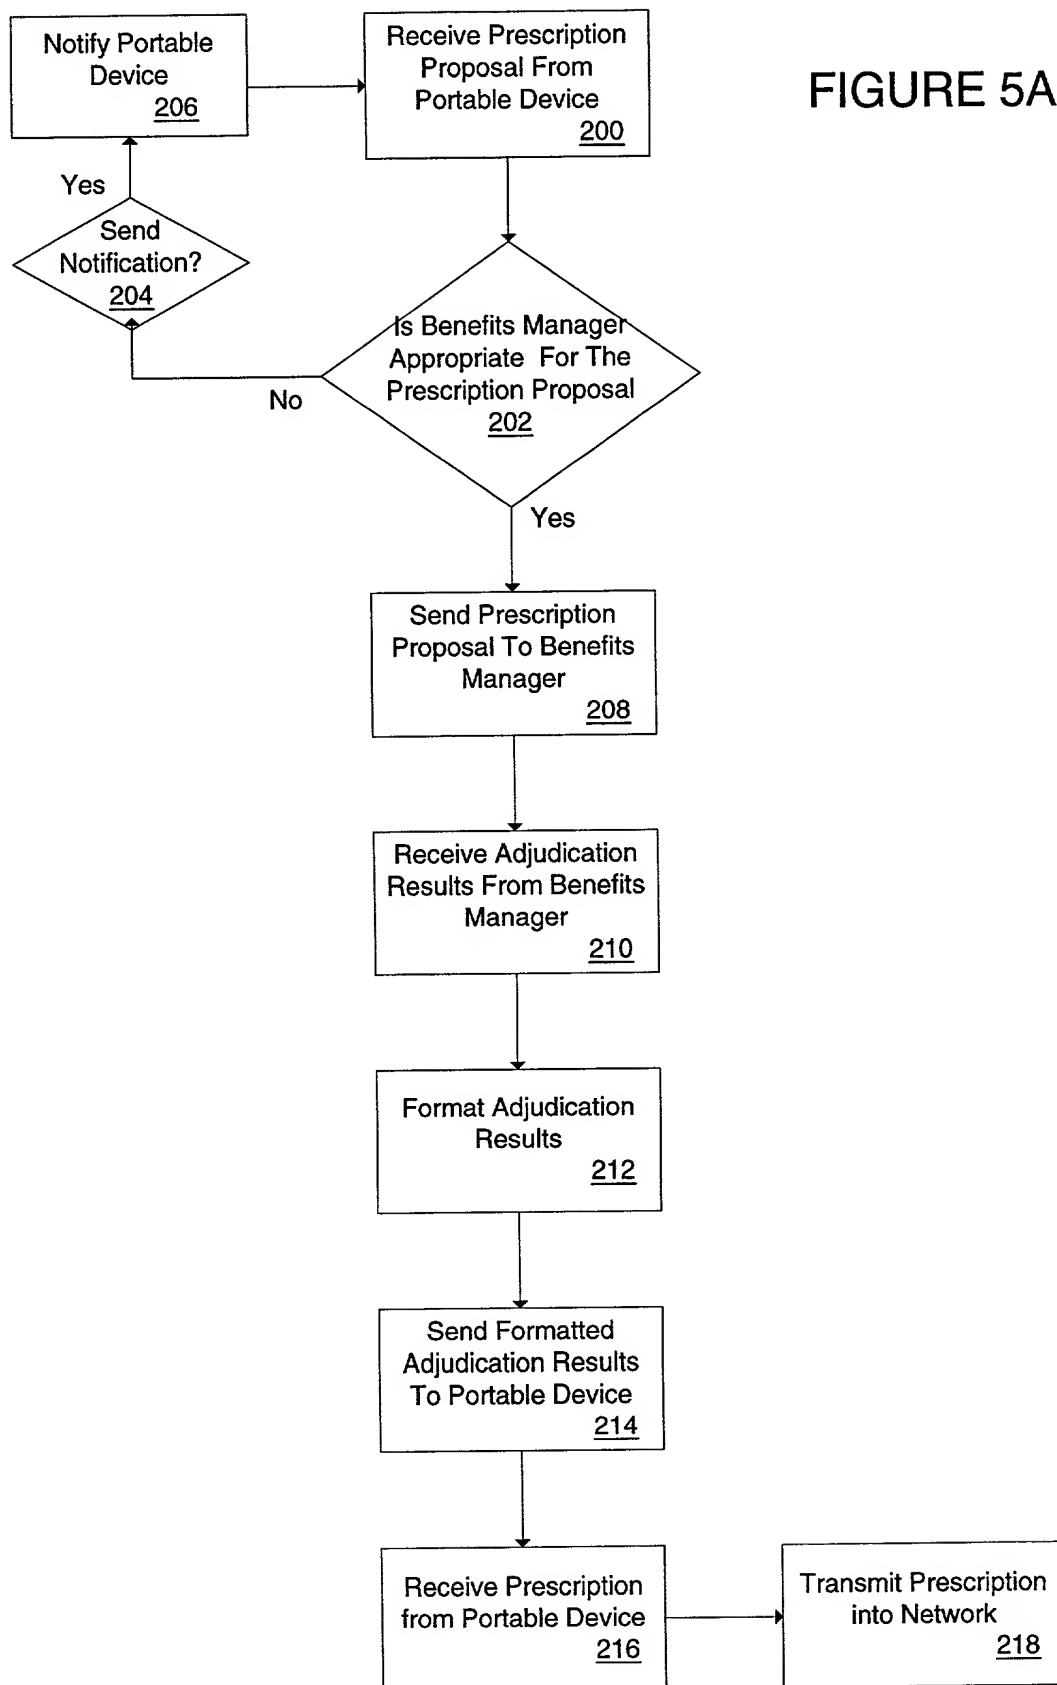 FIGURE 5A
Notify Portable
Device
206
Receive Prescription
Proposal From
Portable Device
200
Yes
Send
Notification?
204
Is Benefits Manager
Appropriate For The
Prescription Proposal
202
No
Yes
Send Prescription
Proposal To Benefits
Manager
208
Receive Adjudication
Results From Benefits
Manager
210
Format Adjudication
Results
212
Send Formatted
Adjudication Results
To Portable Device
214
Receive Prescription
from Portable Device
216
Transmit Prescription
into Network
218